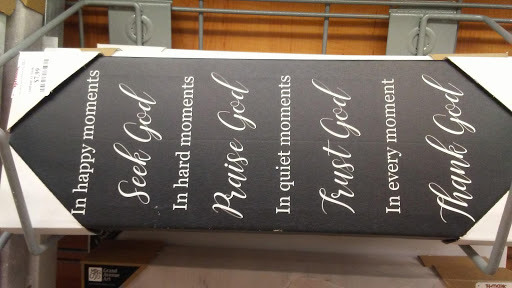 In happy moments
Seek God
In hard moments
Praise God
In quiet moments
Trust God
In every moment
Thank God